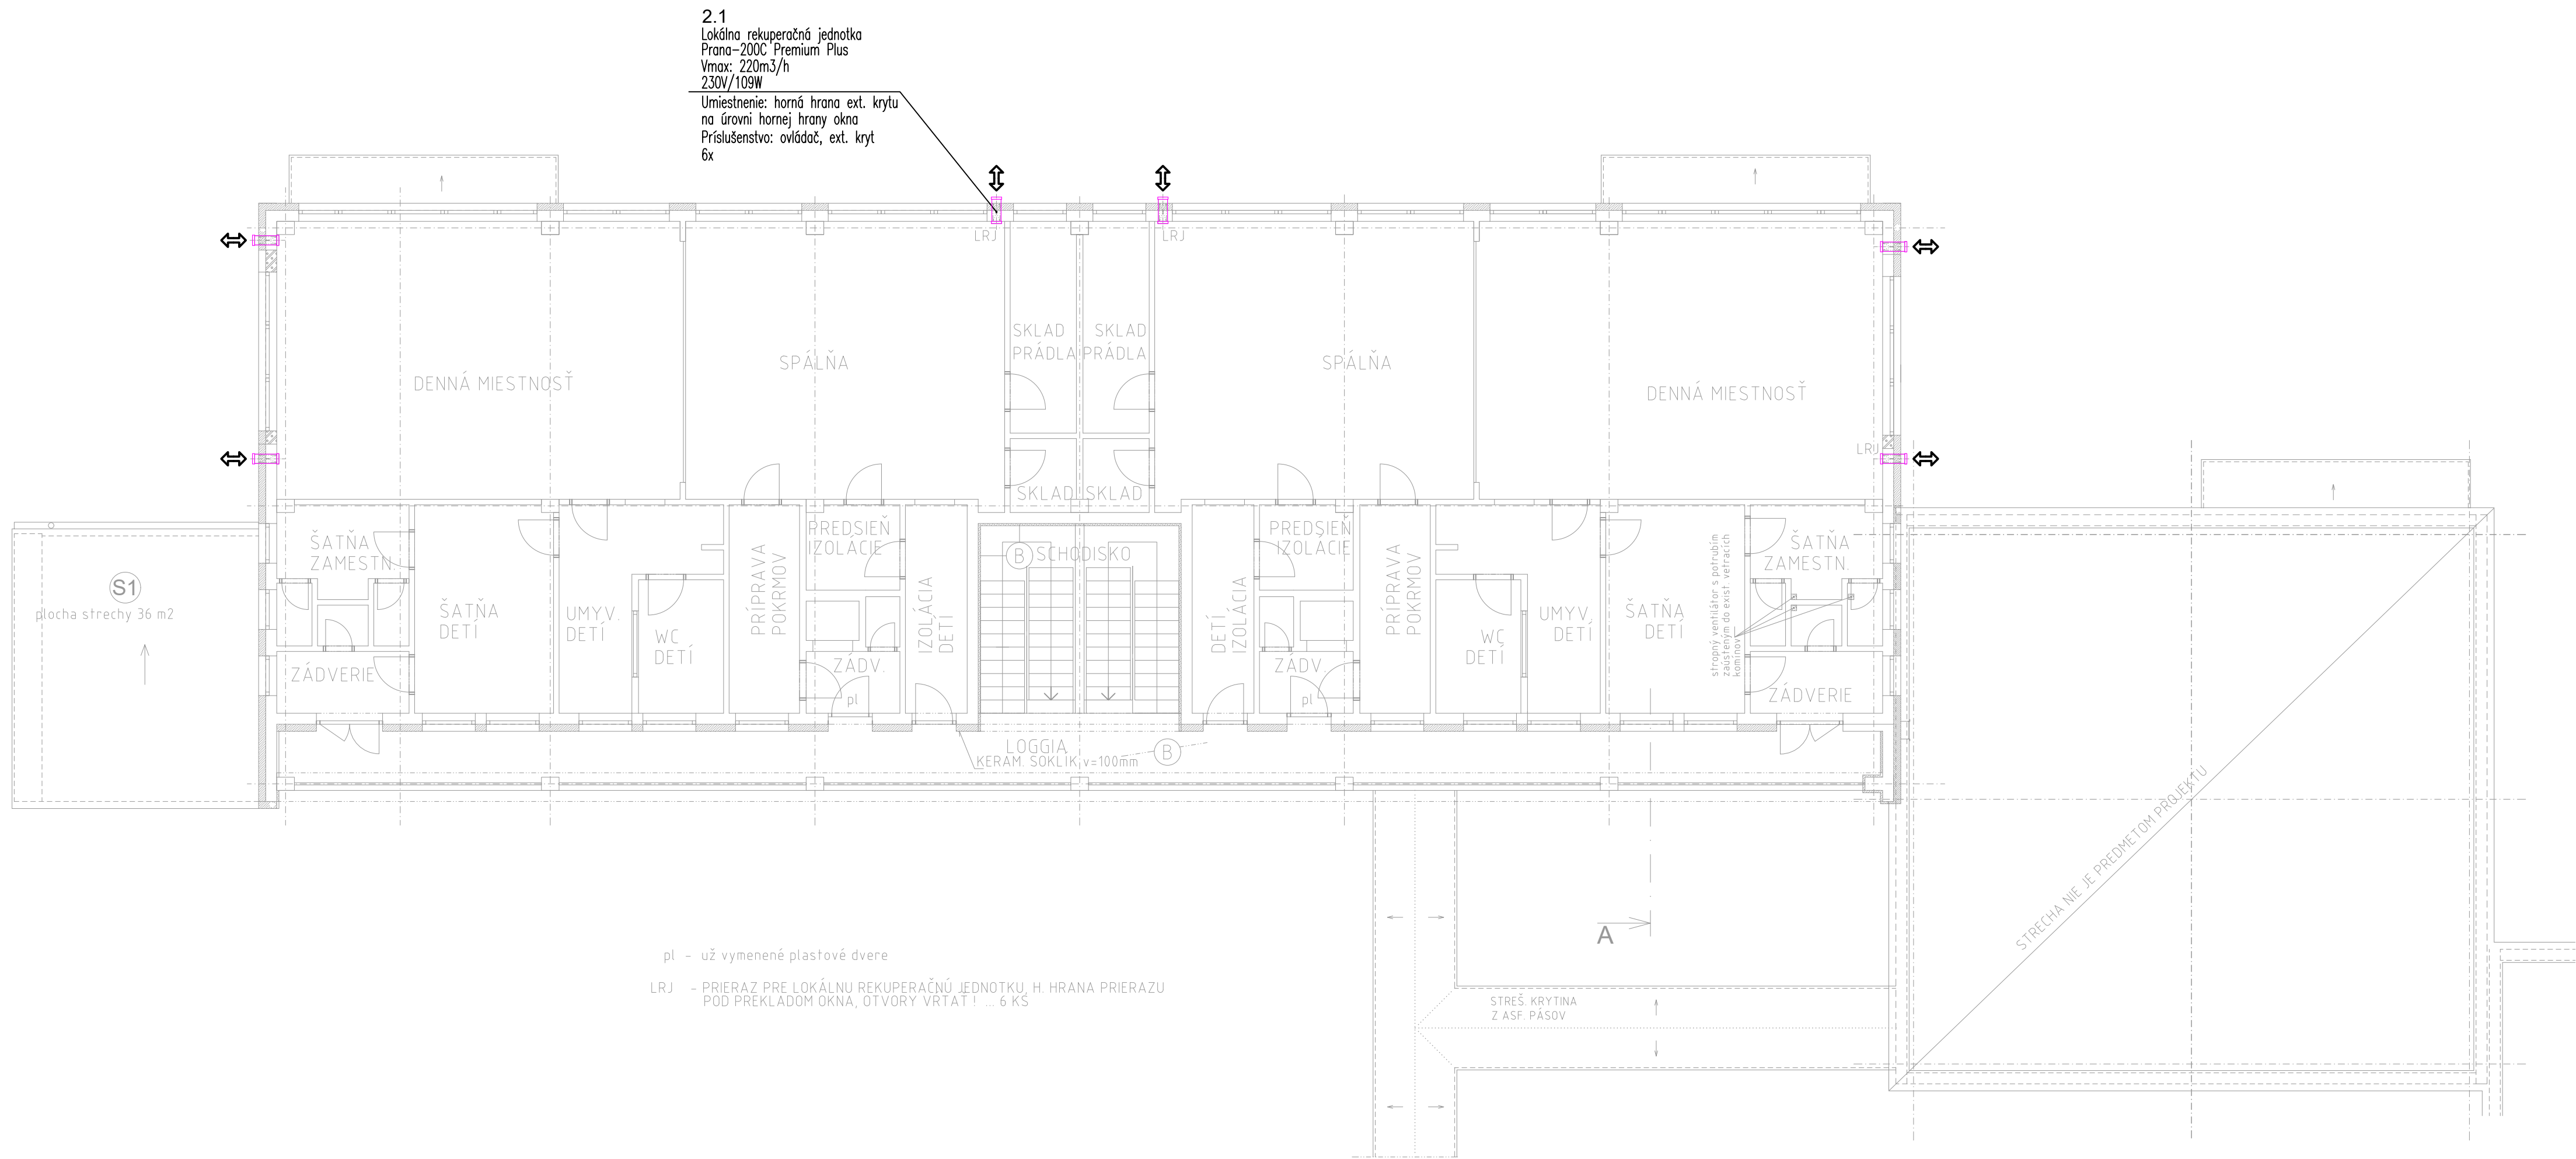 2.1
Lokálna rekuperačná jednotka
Prana-200C Premium Plus
Vmax: 220m3/h
230V/109W
Umiestnenie: horná hrana ext. krytu
na úrovni hornej hrany okna
Príslušenstvo: ovládač, ext. kryt
6x
LRJ
LRJ
SKLAD
PRÁDLA
SKLAD
PRÁDLA
SPÁLŇA
SPÁLŇA
DENNÁ MIESTNOSŤ
DENNÁ MIESTNOSŤ
LRJ
SKLAD
SKLAD
ŠATŇA
ZAMESTN.
PREDSIEŇ
IZOLÁCIE
B
SCHODISKO
PREDSIEŇ
IZOLÁCIE
ŠATŇA
ZAMESTN.
stropný ventilátor s potrubím
zaústeným do exist. vetracích
komínov
S1
plocha strechy 36 m2
ŠATŇA
DETÍ
UMYV.
DETÍ
WC
DETÍ
PRÍPRAVA
POKRMOV
IZOLÁCIA
DETÍ
DETÍ
IZOLÁCIA
PRÍPRAVA
POKRMOV
WC
DETÍ
UMYV.
DETÍ
ŠATŇA
DETÍ
ZÁDVERIE
ZÁDV.
pl
ZÁDV.
pl
ZÁDVERIE
LOGGIA
KERAM. SOKLIK v=100mm
B
STRECHA NIE JE PREDMETOM PROJEKTU
A
pl - už vymenené plastové dvere
LRJ - PRIERAZ PRE LOKÁLNU REKUPERAČNÚ JEDNOTKU, H. HRANA PRIERAZU
POD PREKLADOM OKNA, OTVORY VŔTAŤ ! ... 6 KS
STREŠ. KRYTINA
Z ASF. PÁSOV